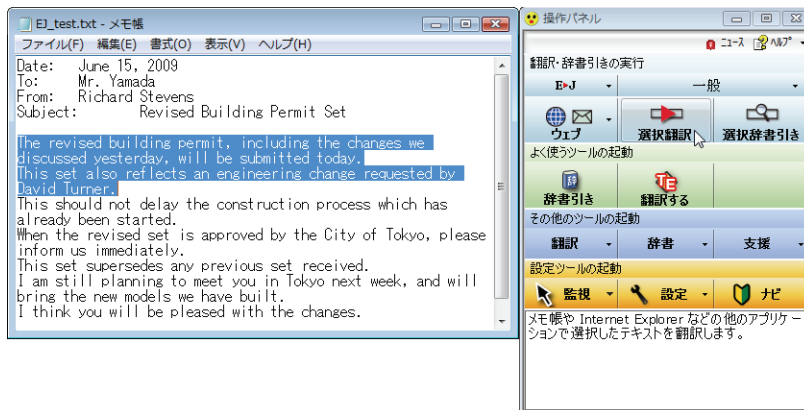 EJ_test.txt - メモ帳
ファイル(F) 編集(E) 書式(O) 表示(V) ヘルプ(H)
Date: June 15, 2009
To: Mr. Yamada
From: Richard Stevens
Subject: Revised Building Permit Set
The revised building permit, including the changes we
discussed yesterday, will be submitted today.
This set also reflects an engineering change requested by
David Turner.
This should not delay the construction process which has
already been started.
When the revised set is approved by the City of Tokyo, please
inform us immediately.
This set supersedes any previous set received.
I am still planning to meet you in Tokyo next week, and will
bring the new models we have built.
I think you will be pleased with the changes.
操作パネル
ニュース ヘルプ
翻訳・辞書引きの実行
E▸J 一般
ウェブ 選択翻訳 選択辞書引き
よく使うツールの起動
辞書引き 翻訳する
その他のツールの起動
翻訳 辞書 支援
設定ツールの起動
監視 設定 ナビ
メモ帳や Internet Explorer などの他のアプリケー
ションで選択したテキストを翻訳します。